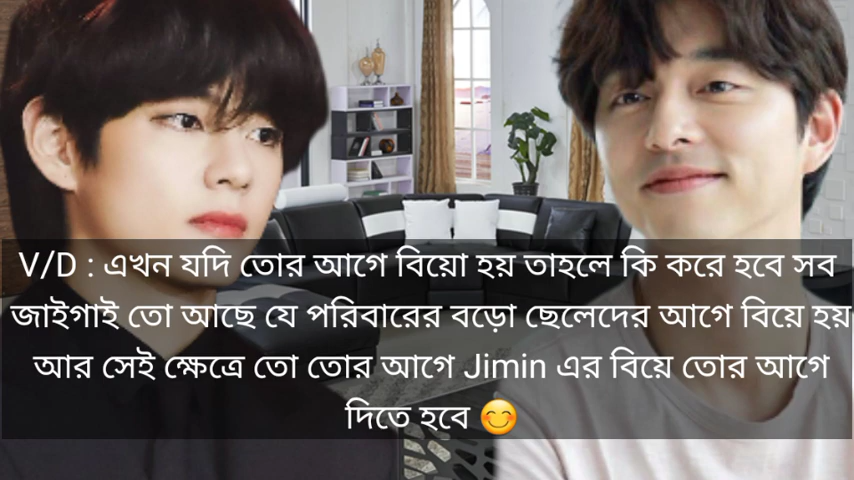 V/D : এখন যদি তোর আগে বিয়ো হয় তাহলে কি করে হবে সব
জাইগাই তো আছে যে পরিবারের বড়ো ছেলেদের আগে বিয়ে হয়
আর সেই ক্ষেত্রে তো তোর আগে Jimin এর বিয়ে তোর আগে
দিতে হবে 😊